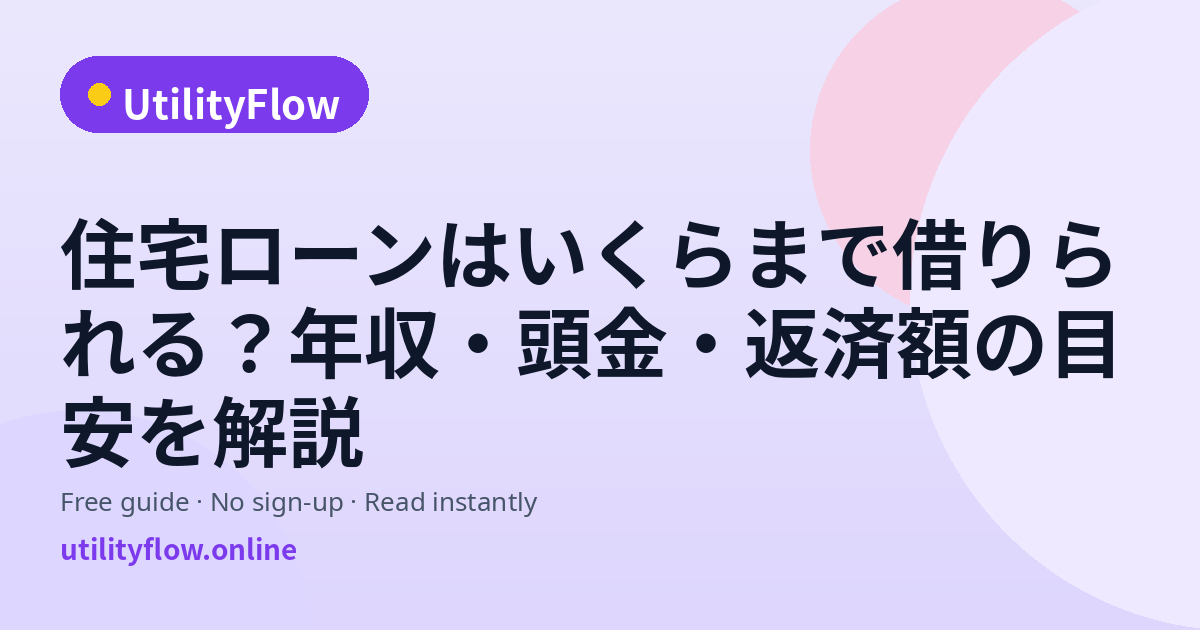 UtilityFlow
住宅ローンはいくらまで借りら
れる？年収・頭金・返済額の目
安を解説
Free guide · No sign-up · Read instantly
utilityflow.online